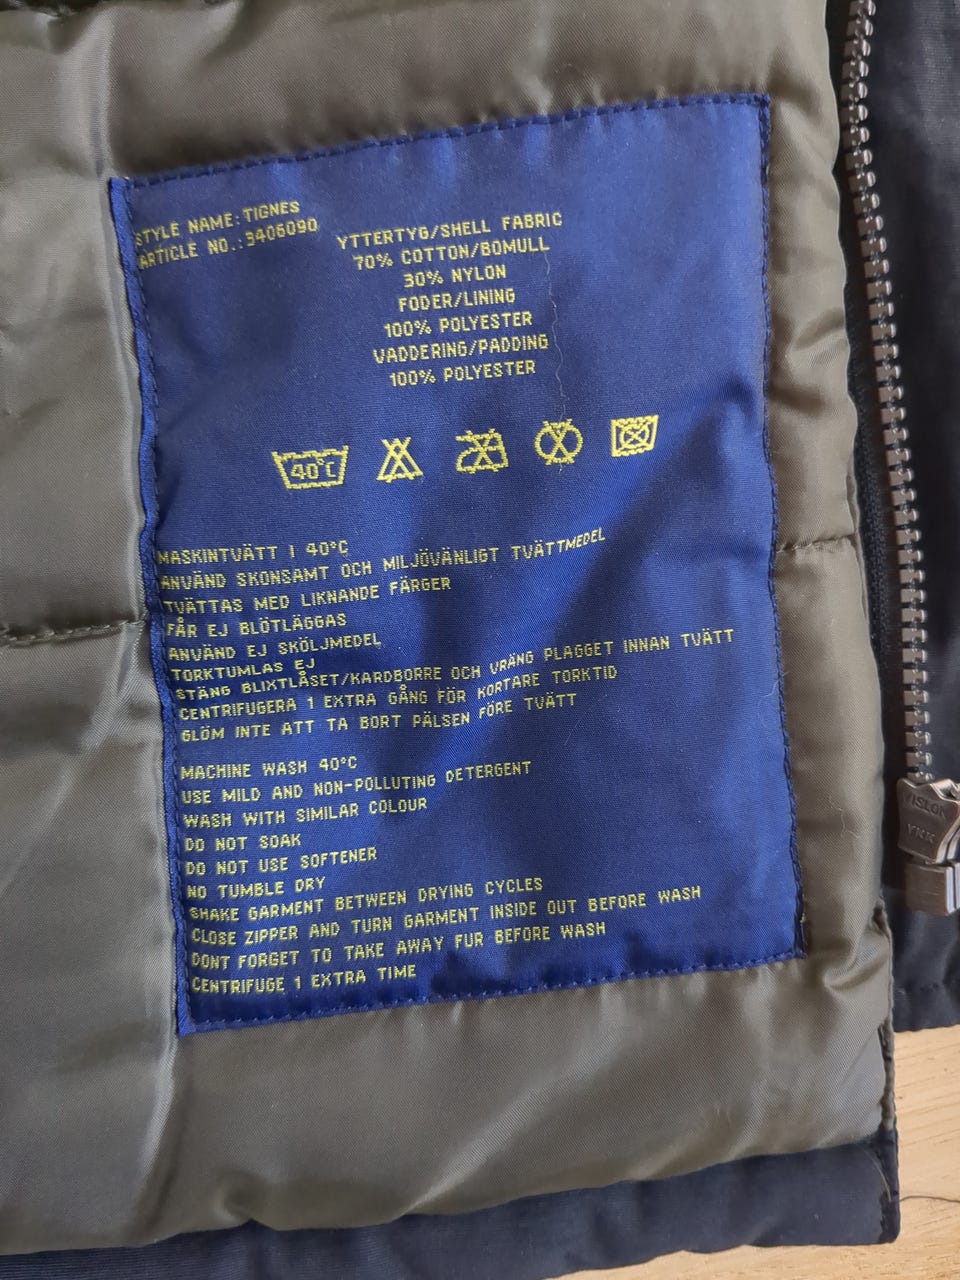 STYLE NAME: TIGNES
ARTICLE NO.:3406090
YTTERTYG/SHELL FABRIC
70% COTTON/BOMULL
30% NYLON
FODER/LINING
100% POLYESTER
VADDERING/PADDING
100% POLYESTER
40°C
MASKINTVÄTT I 40°C
ANVÄND SKONSAMT OCH MILJÖVÄNLIGT TVÄTTMEDEL
TVÄTTAS MED LIKNANDE FÄRGER
FÅR EJ BLÖTLÄGGAS
ANVÄND EJ SKÖLJMEDEL
TORKTUMLAS EJ
STÄNG BLIXTLÅSET/KARDBORRE OCH VRÄNG PLAGGET INNAN TVÄTT
CENTRIFUGERA 1 EXTRA GÅNG FÖR KORTARE TORKTID
GLÖM INTE ATT TA BORT PÄLSEN FÖRE TVÄTT
MACHINE WASH 40°C
USE MILD AND NON-POLLUTING DETERGENT
WASH WITH SIMILAR COLOUR
DO NOT SOAK
DO NOT USE SOFTENER
NO TUMBLE DRY
SHAKE GARMENT BETWEEN DRYING CYCLES
CLOSE ZIPPER AND TURN GARMENT INSIDE OUT BEFORE WASH
DONT FORGET TO TAKE AWAY FUR BEFORE WASH
CENTRIFUGE 1 EXTRA TIME
VISLON
YKK